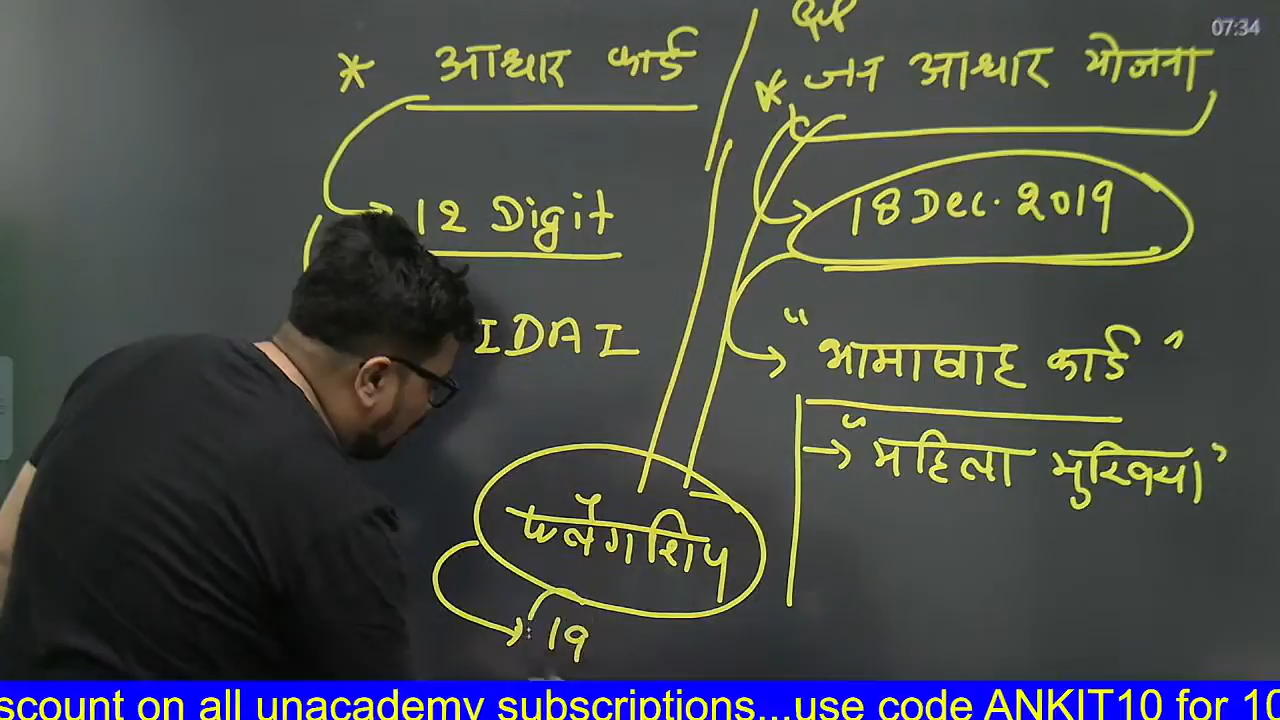 07:34
* आधार कार्ड
12 Digit
IDAI
* जन आधार योजना
18 Dec. 2019
"भामाशाह कार्ड"
→ "महिला मुखिया"
फ्लैगशिप
→ 19
scount on all unacademy subscriptions...use code ANKIT10 for 10